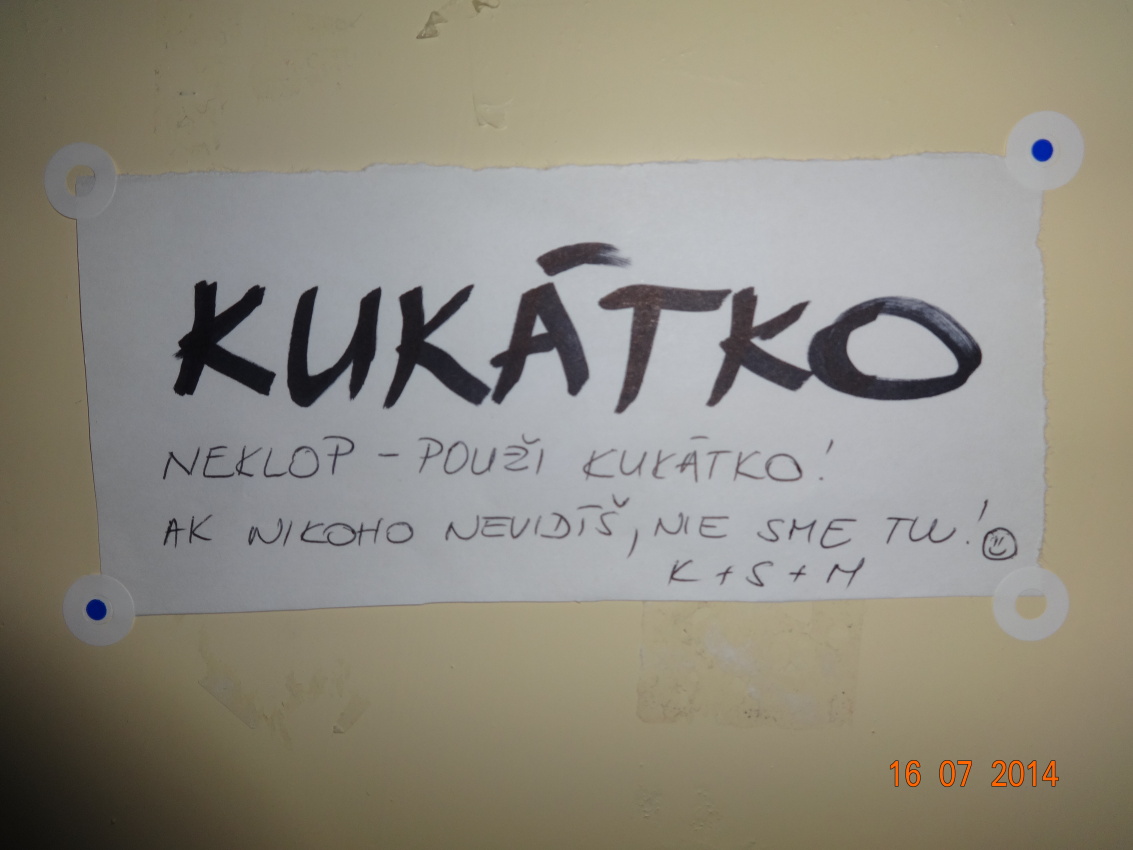 KUKÁTKO
NEKLOP - POUŽI KUKÁTKO!
AK NIKOHO NEVIDÍŠ, NIE SME TU! ☺
K + S + M
16 07 2014